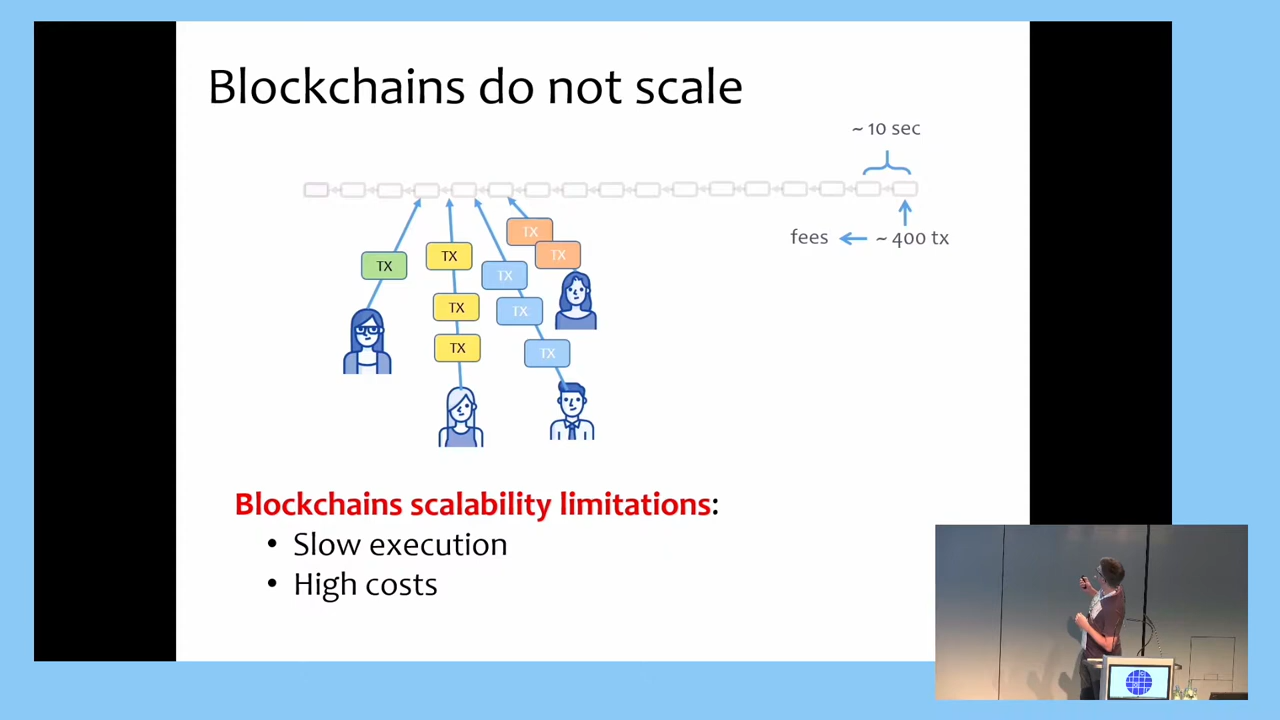 Blockchains do not scale
~ 10 sec
fees
~ 400 tx
TX
TX
TX
TX
TX
TX
TX
TX
TX
Blockchains scalability limitations:
• Slow execution
• High costs